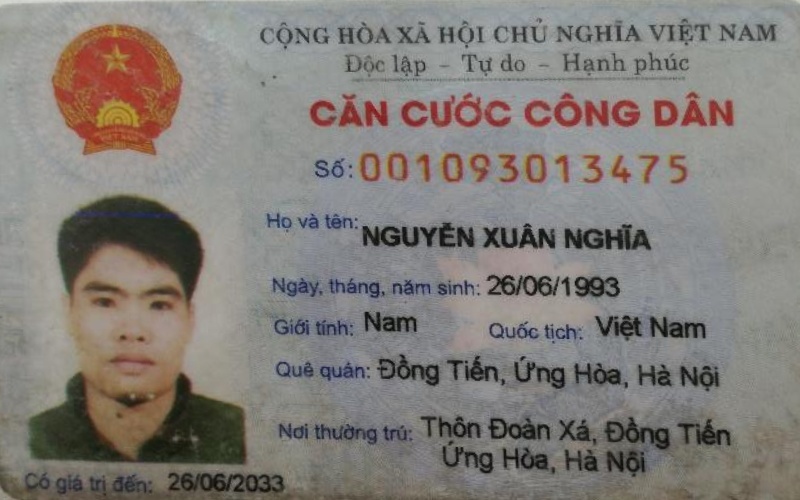 CỘNG HÒA XÃ HỘI CHỦ NGHĨA VIỆT NAM
Độc lập - Tự do - Hạnh phúc
CĂN CƯỚC CÔNG DÂN
Số: 001093013475
Họ và tên: NGUYỄN XUÂN NGHĨA
Ngày, tháng, năm sinh: 26/06/1993
Giới tính: Nam Quốc tịch: Việt Nam
Quê quán: Đồng Tiến, Ứng Hòa, Hà Nội
Nơi thường trú: Thôn Đoàn Xá, Đồng Tiến
Ứng Hòa, Hà Nội
Có giá trị đến: 26/06/2033